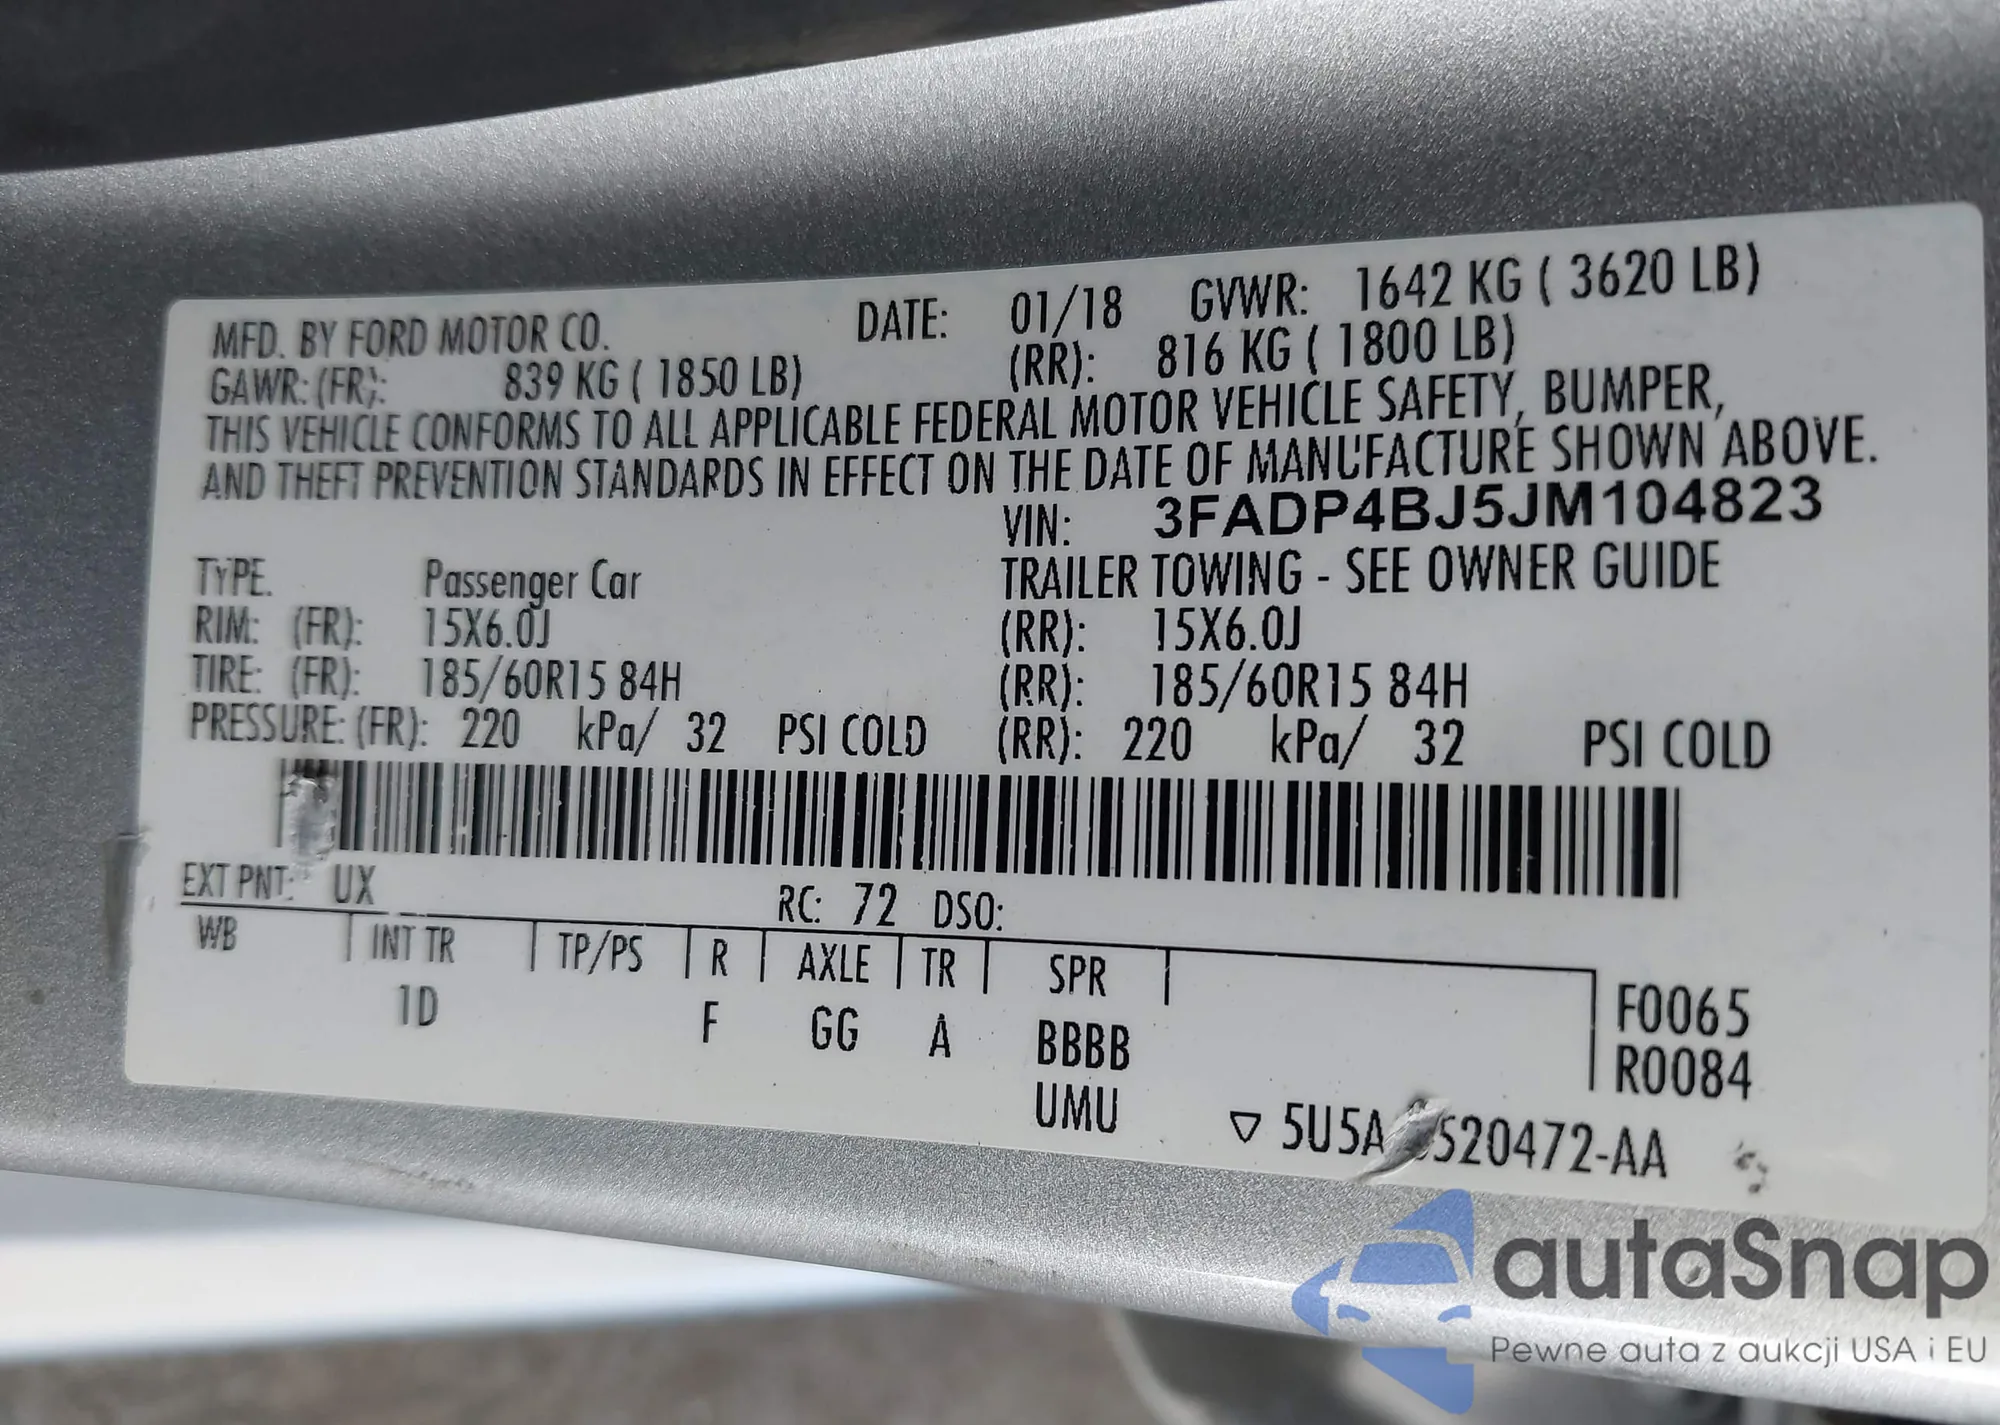 MFD. BY FORD MOTOR CO. DATE: 01/18 GVWR: 1642 KG ( 3620 LB)
GAWR: (FR): 839 KG ( 1850 LB) (RR): 816 KG ( 1800 LB)
THIS VEHICLE CONFORMS TO ALL APPLICABLE FEDERAL MOTOR VEHICLE SAFETY, BUMPER,
AND THEFT PREVENTION STANDARDS IN EFFECT ON THE DATE OF MANUFACTURE SHOWN ABOVE.
VIN: 3FADP4BJ5JM104823
TYPE. Passenger Car TRAILER TOWING - SEE OWNER GUIDE
RIM: (FR): 15X6.0J (RR): 15X6.0J
TIRE: (FR): 185/60R15 84H (RR): 185/60R15 84H
PRESSURE: (FR): 220 kPa/ 32 PSI COLD (RR): 220 kPa/ 32 PSI COLD
EXT PNT: UX RC: 72 DSO:
WB INT TR TP/PS R AXLE TR SPR
1D F GG A BBBB
UMU
F0065
R0084
▽ 5U5A 520472-AA
autaSnap
Pewne auta z aukcji USA i EU